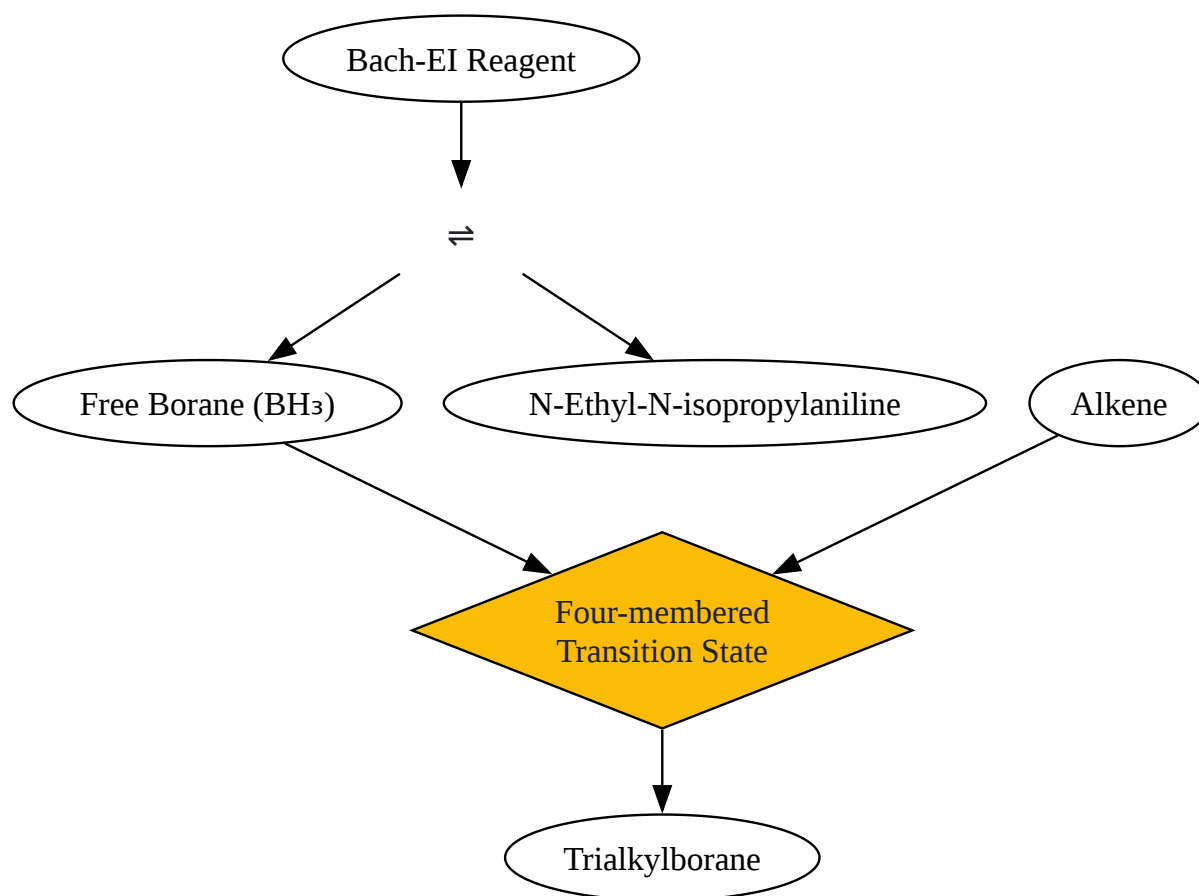 Bach-EI Reagent
⇌
Free Borane (BH₃)
N-Ethyl-N-isopropylaniline
Alkene
Four-membered
Transition State
Trialkylborane